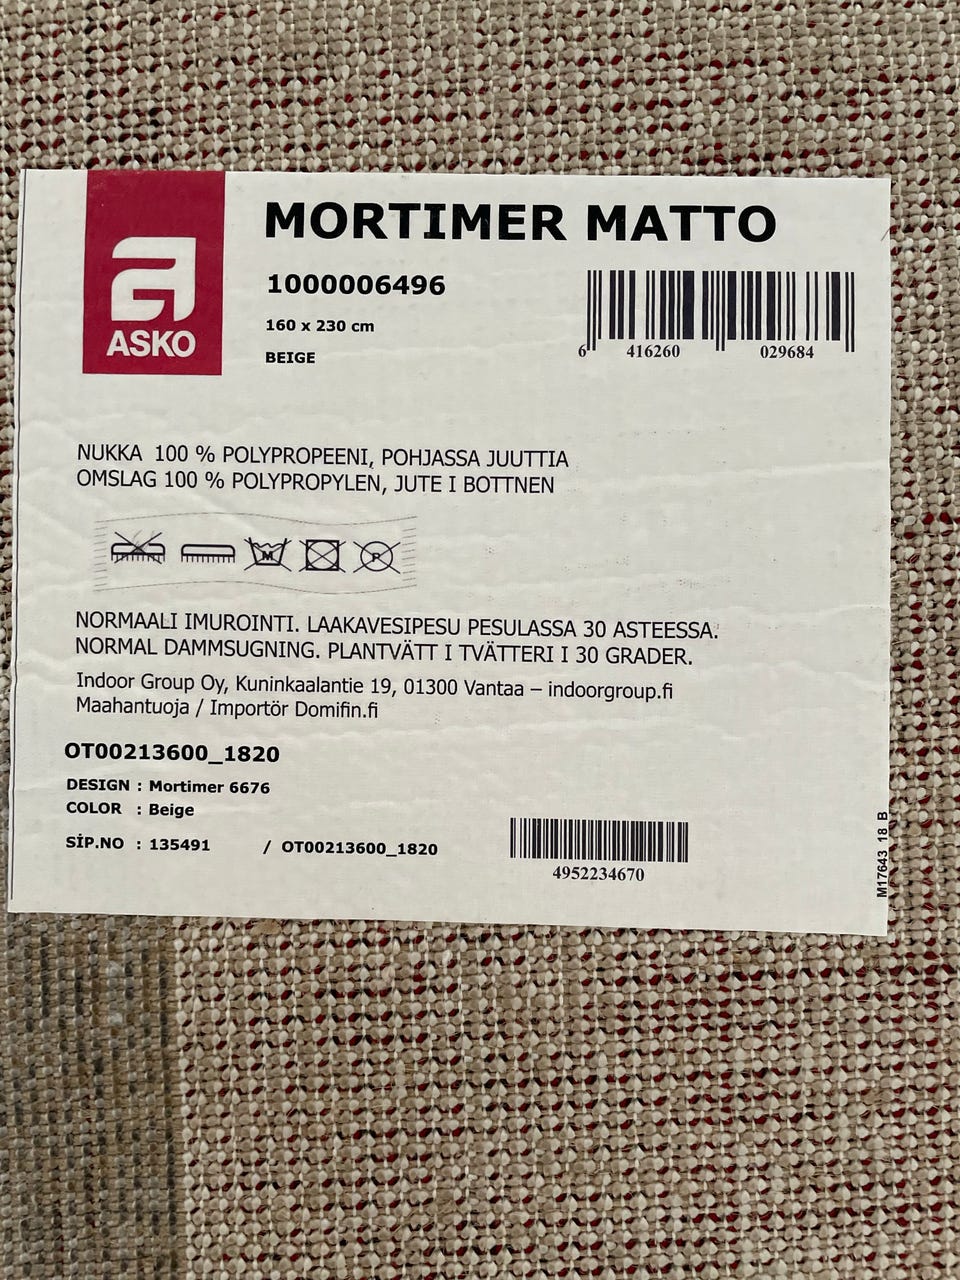 ASKO
MORTIMER MATTO
1000006496
160 x 230 cm
BEIGE
6 416260 029684
NUKKA 100 % POLYPROPEENI, POHJASSA JUUTTIA
OMSLAG 100 % POLYPROPYLEN, JUTE I BOTTNEN
M P
NORMAALI IMUROINTI. LAAKAVESIPESU PESULASSA 30 ASTEESSA.
NORMAL DAMMSUGNING. PLANTVÄTT I TVÄTTERI I 30 GRADER.
Indoor Group Oy, Kuninkaalantie 19, 01300 Vantaa – indoorgroup.fi
Maahantuoja / Importör Domifin.fi
OT00213600_1820
DESIGN : Mortimer 6676
COLOR : Beige
SİP.NO : 135491 / OT00213600_1820
4952234670
M17643 18 B